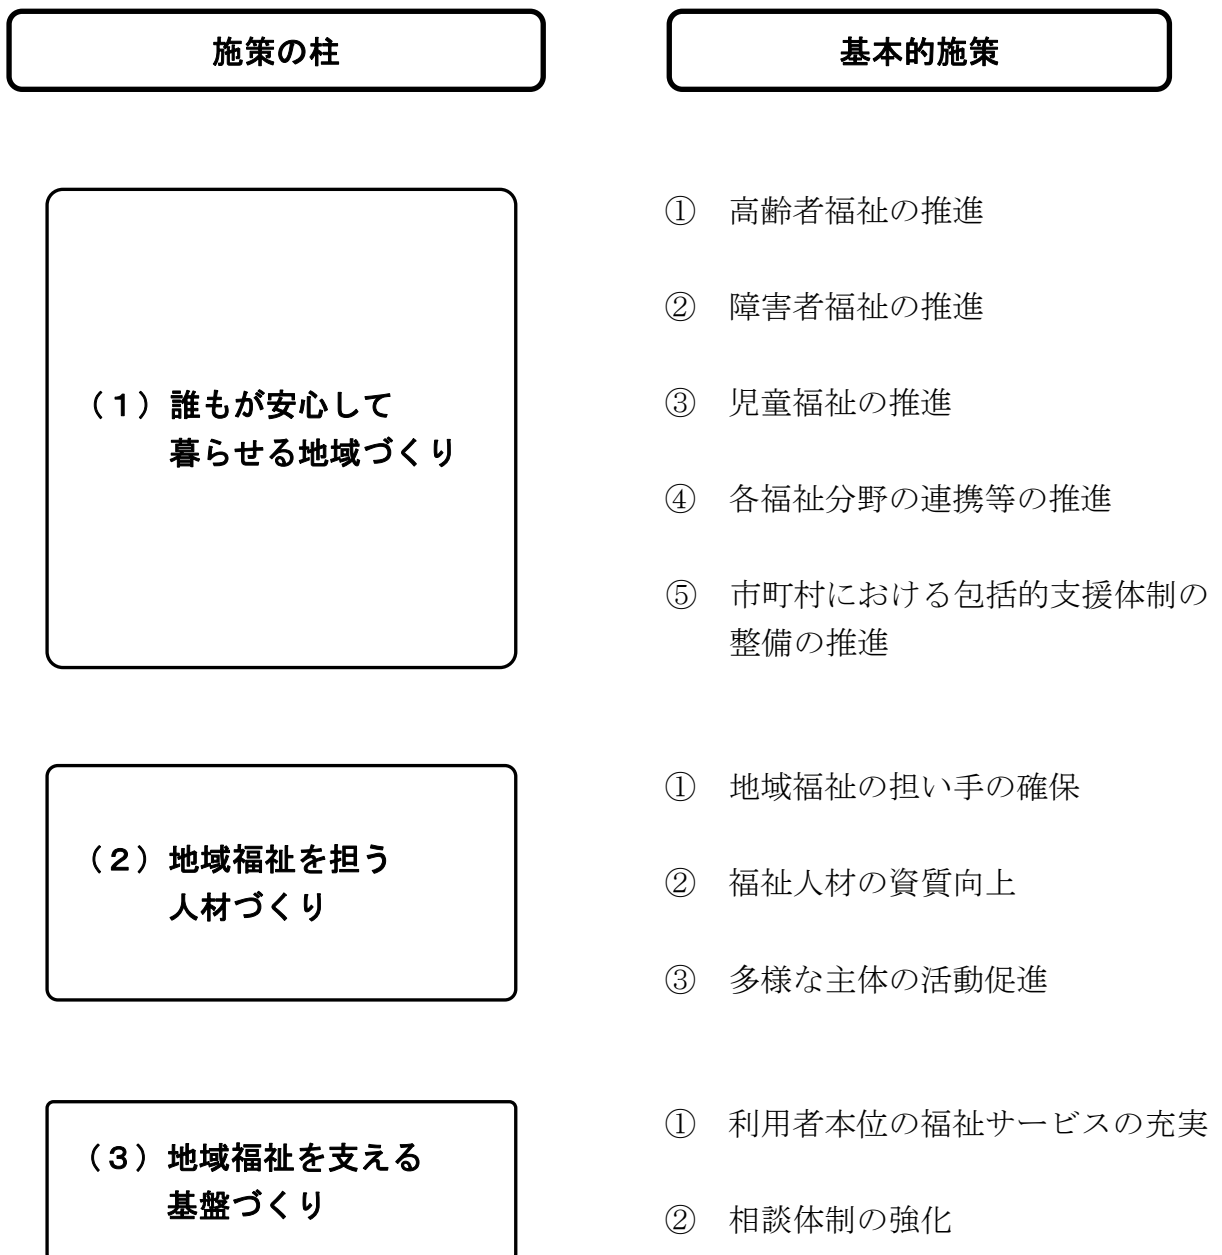 施策の柱
基本的施策
（１）誰もが安心して
暮らせる地域づくり
①　高齢者福祉の推進
②　障害者福祉の推進
③　児童福祉の推進
④　各福祉分野の連携等の推進
⑤　市町村における包括的支援体制の
整備の推進
（２）地域福祉を担う
人材づくり
①　地域福祉の担い手の確保
②　福祉人材の資質向上
③　多様な主体の活動促進
（３）地域福祉を支える
基盤づくり
①　利用者本位の福祉サービスの充実
②　相談体制の強化